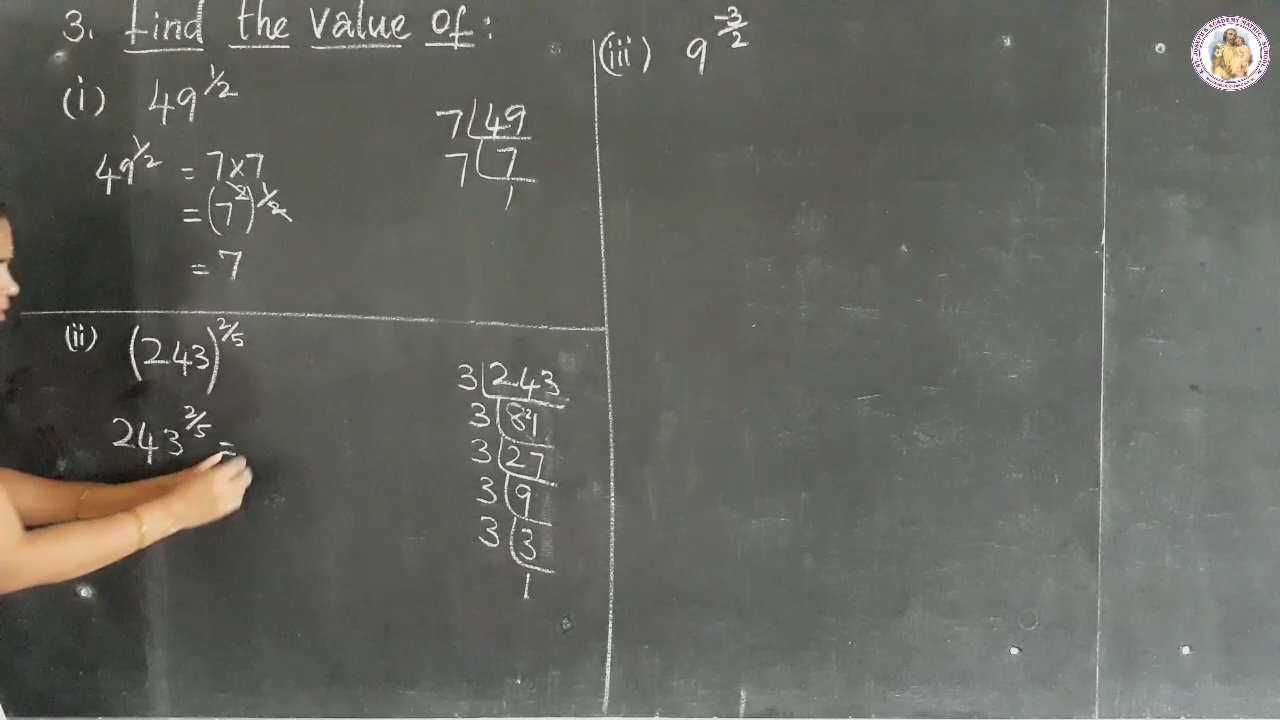 3. Find the value of:
(i) 49^1/2
49^1/2 = 7×7
= (7^2)^1/2
= 7
7 49
7 7
1
(ii) (243)^2/5
243^2/5 =
3 243
3 81
3 27
3 9
3 3
1
(iii) 9^-3/2